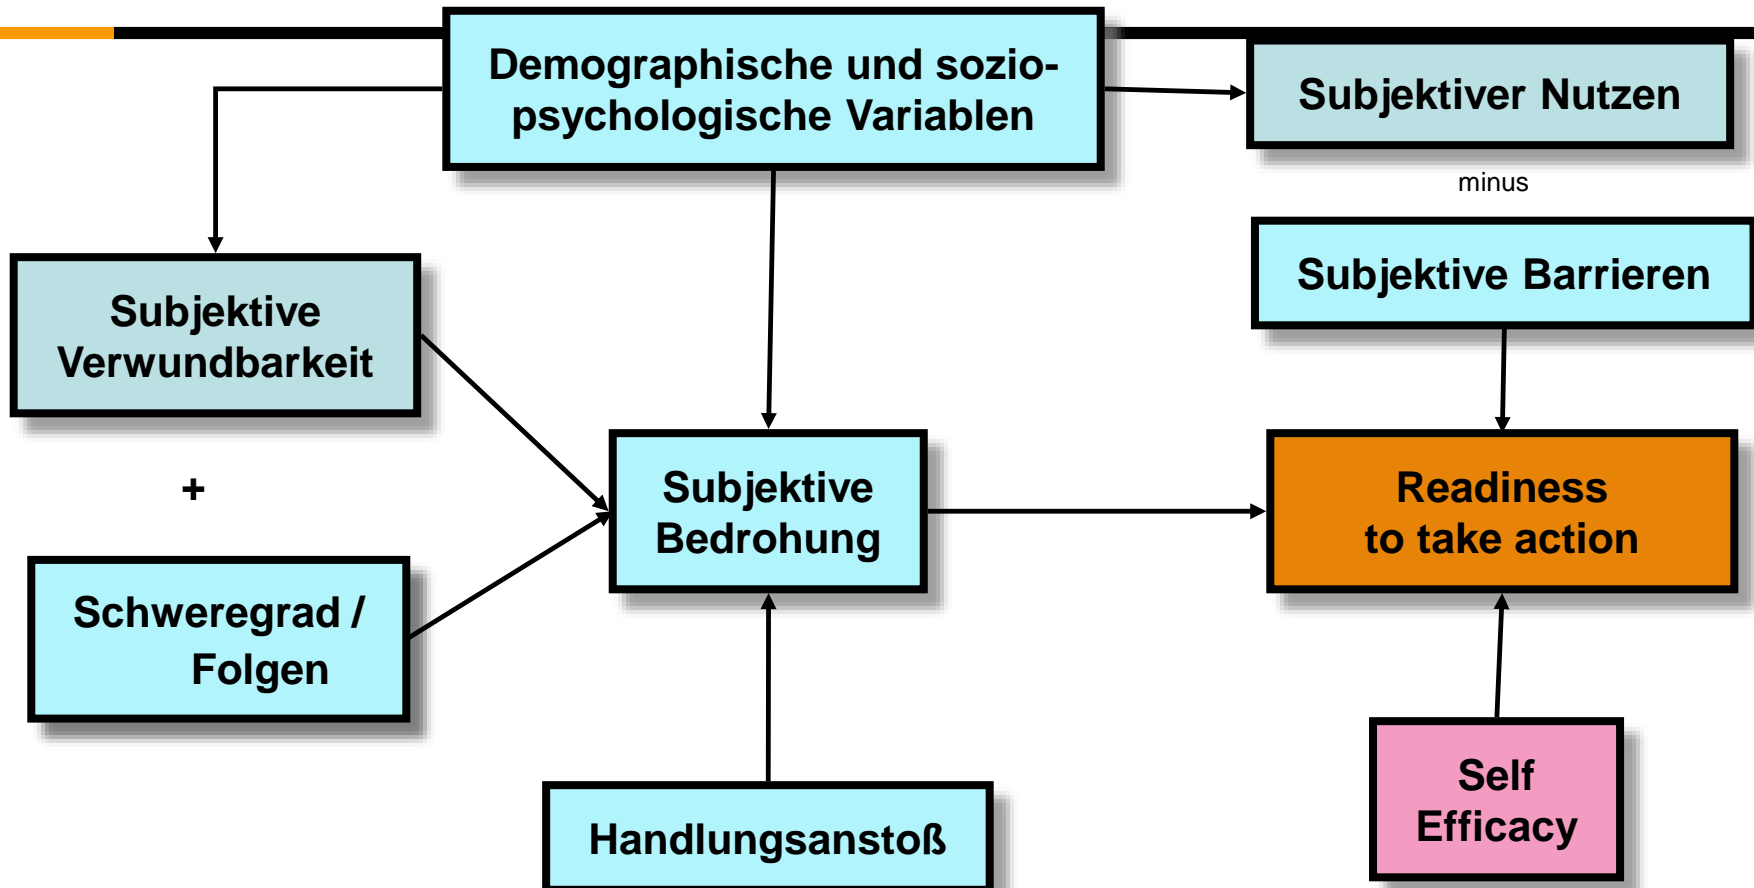 Demographische und sozio-
psychologische Variablen
Subjektiver Nutzen
minus
Subjektive Barrieren
Subjektive
Verwundbarkeit
+
Schweregrad /
Folgen
Subjektive
Bedrohung
Readiness
to take action
Handlungsanstoß
Self
Efficacy